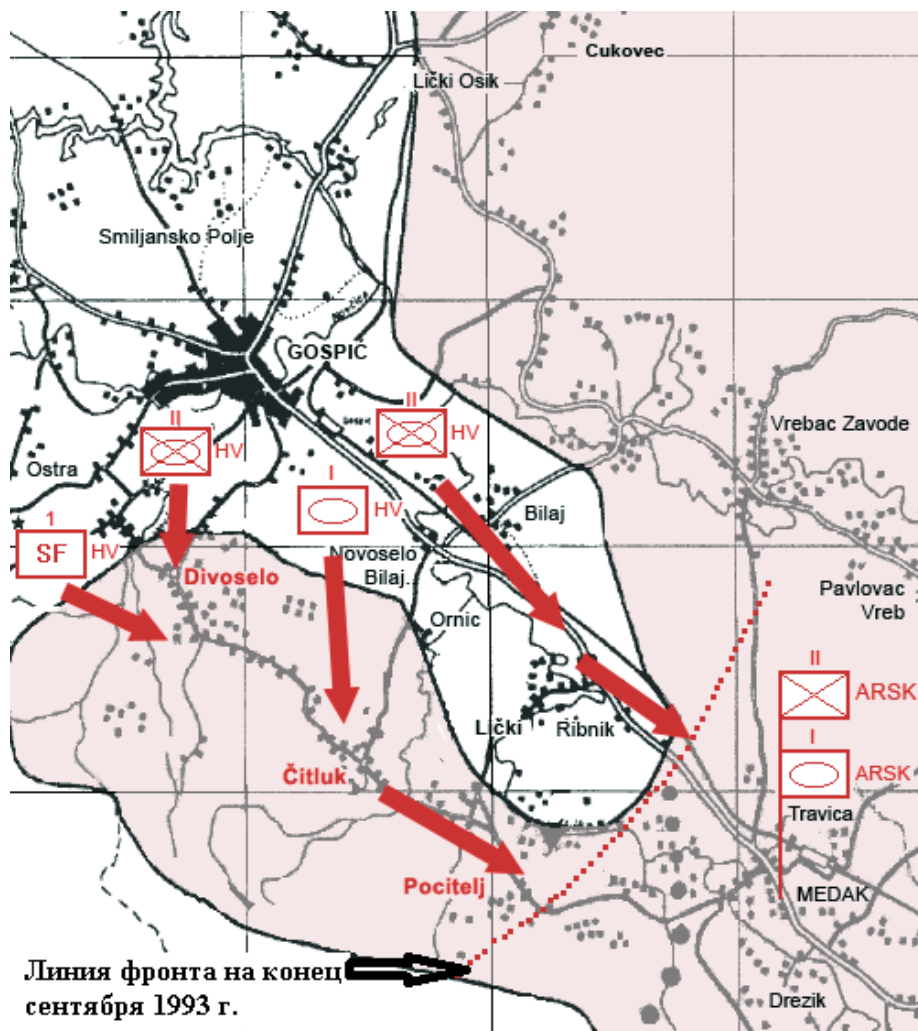 Cukovec
Lički Osik
Smiljansko Polje
GOSPIC
II
HV
II
HV
Vrebac Zavode
Ostra
I
HV
Bilaj
1
SF
HV
Novoselo
Bilaj
Divoselo
Pavlovac
Vreb
Ornic
II
ARSK
Lički
Ribnik
I
ARSK
Čitluk
Travica
Pocitelj
MEDAK
Линия фронта на конец
сентября 1993 г.
Drezik